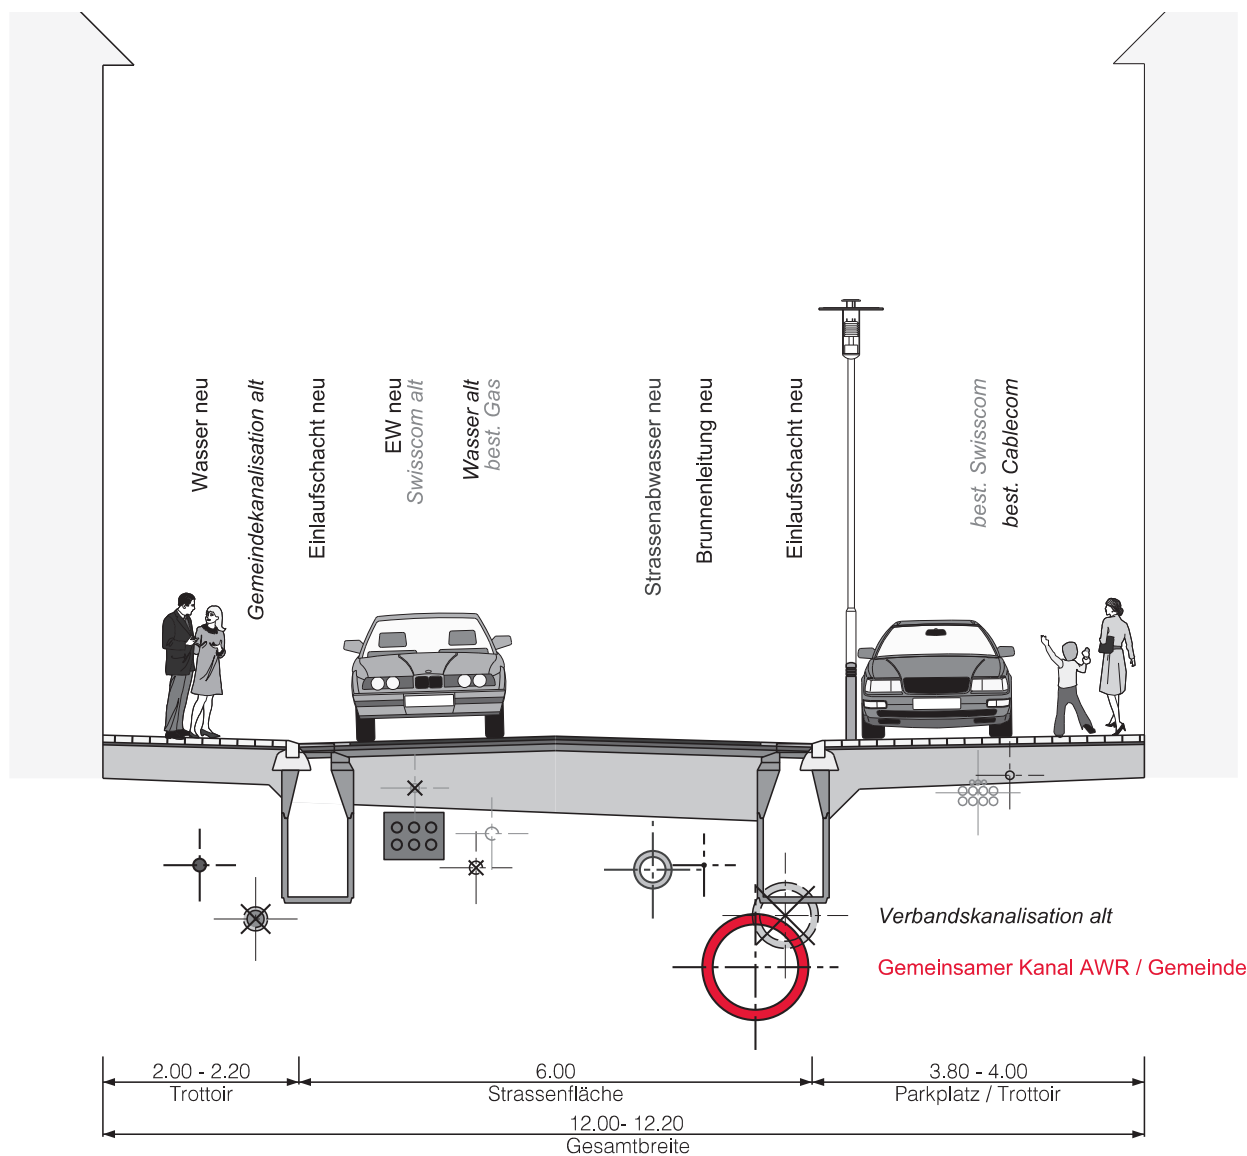 Wasser neu
Gemeindekanalisation alt
Einlaufschacht neu
EW neu
Swisscom alt
Wasser alt
best. Gas
Strassenabwasser neu
Brunnenleitung neu
Einlaufschacht neu
best. Swisscom
best. Cablecom
Verbandskanalisation alt
Gemeinsamer Kanal AWR / Gemeinde
2.00 - 2.20
Trottoir
6.00
Strassenfläche
3.80 - 4.00
Parkplatz / Trottoir
12.00- 12.20
Gesamtbreite